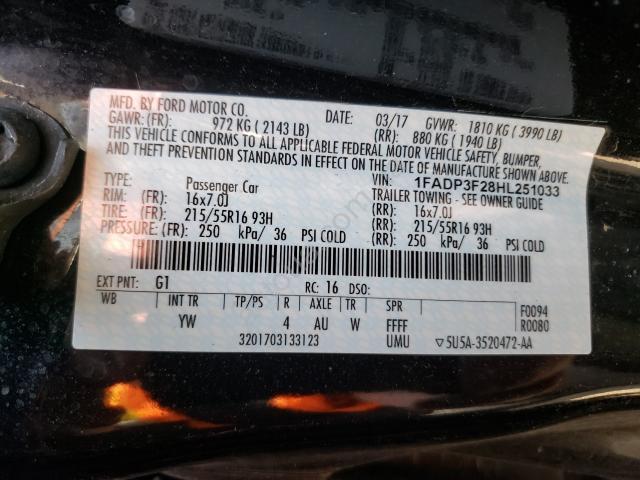 MFD. BY FORD MOTOR CO. DATE: 03/17 GVWR: 1810 KG ( 3990 LB)
GAWR: (FR): 972 KG ( 2143 LB) (RR): 880 KG ( 1940 LB)
THIS VEHICLE CONFORMS TO ALL APPLICABLE FEDERAL MOTOR VEHICLE SAFETY, BUMPER,
AND THEFT PREVENTION STANDARDS IN EFFECT ON THE DATE OF MANUFACTURE SHOWN ABOVE.
VIN: 1FADP3F28HL251033
TYPE: Passenger Car TRAILER TOWING - SEE OWNER GUIDE
RIM: (FR): 16x7.0J (RR): 16x7.0J
TIRE: (FR): 215/55R16 93H (RR): 215/55R16 93H
PRESSURE: (FR): 250 kPa/ 36 PSI COLD (RR): 250 kPa/ 36 PSI COLD
EXT PNT: G1 RC: 16 DSO:
WB INT TR TP/PS R AXLE TR SPR F0094
YW 4 AU W FFFF R0080
3201703133123 UMU ▽5U5A-3520472-AA